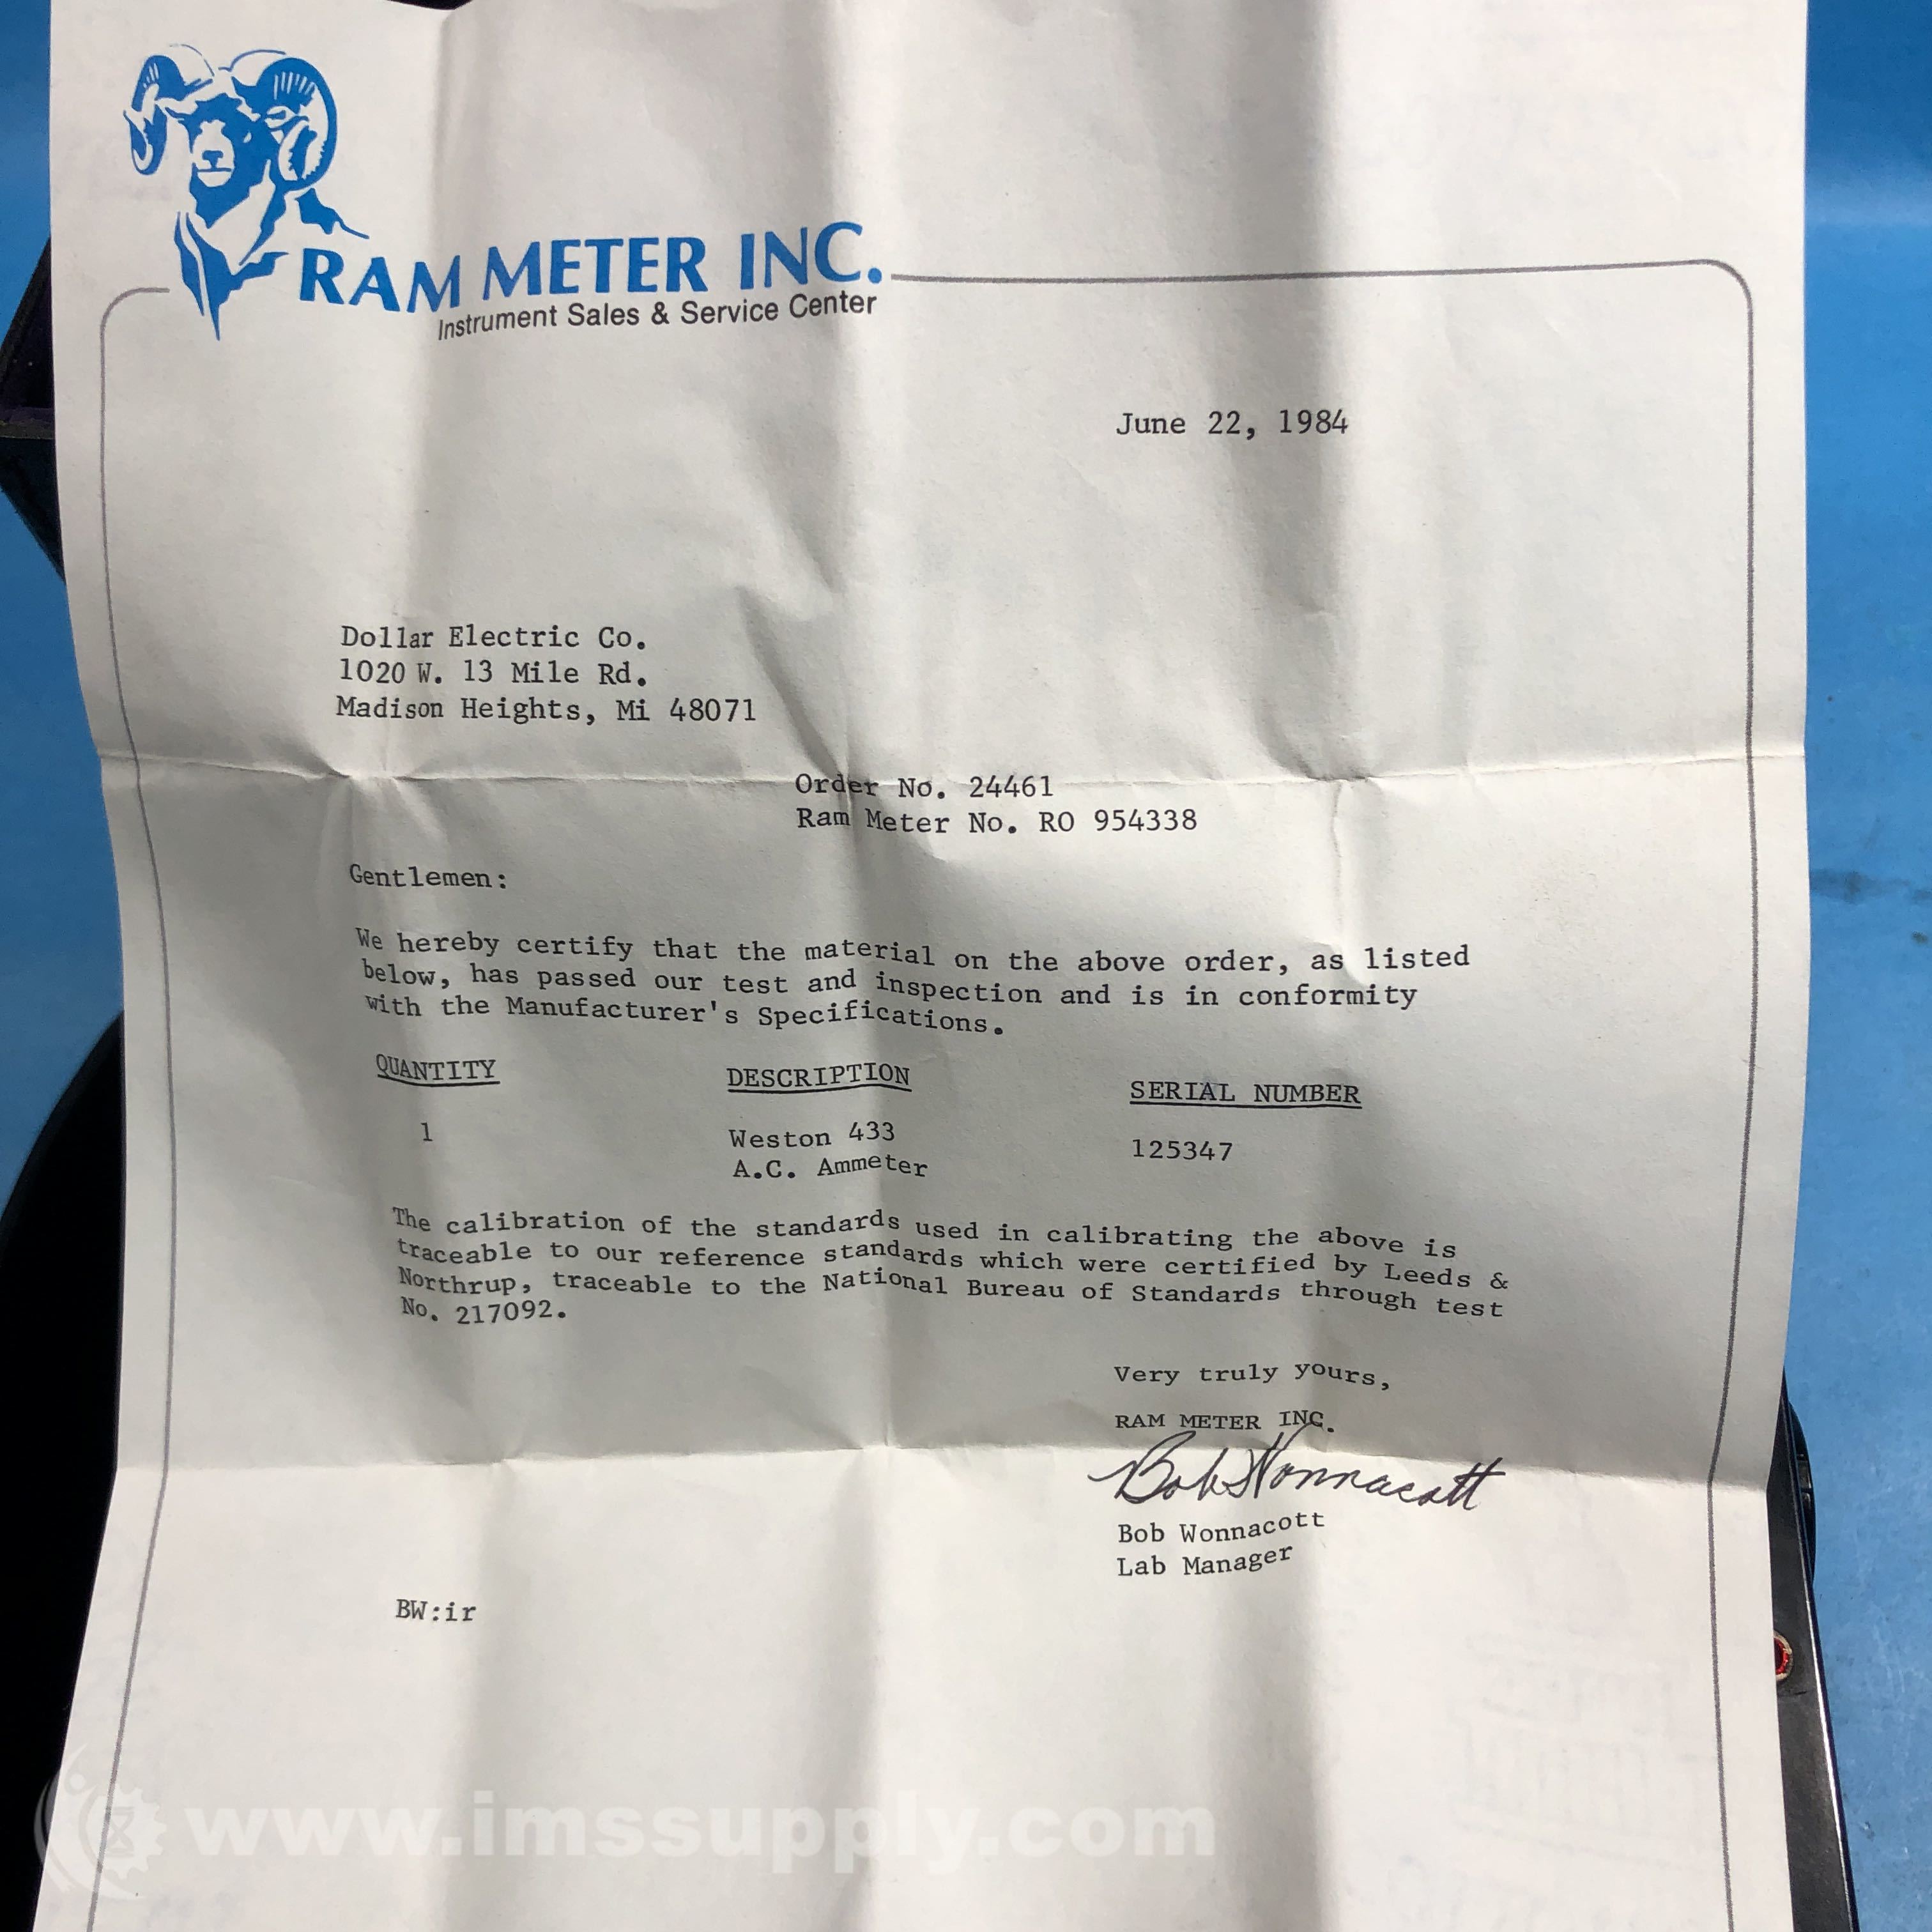 RAM METER INC.
Instrument Sales & Service Center
June 22, 1984
Dollar Electric Co.
1020 W. 13 Mile Rd.
Madison Heights, Mi 48071
Order No. 24461
Ram Meter No. RO 954338
Gentlemen:
We hereby certify that the material on the above order, as listed
below, has passed our test and inspection and is in conformity
with the Manufacturer's Specifications.
QUANTITY DESCRIPTION SERIAL NUMBER
1 Weston 433 125347
A.C. Ammeter
The calibration of the standards used in calibrating the above is
traceable to our reference standards which were certified by Leeds &
Northrup, traceable to the National Bureau of Standards through test
No. 217092.
Very truly yours,
RAM METER INC.
Bob Wonnacott
Bob Wonnacott
Lab Manager
BW:ir
www.imssupply.com